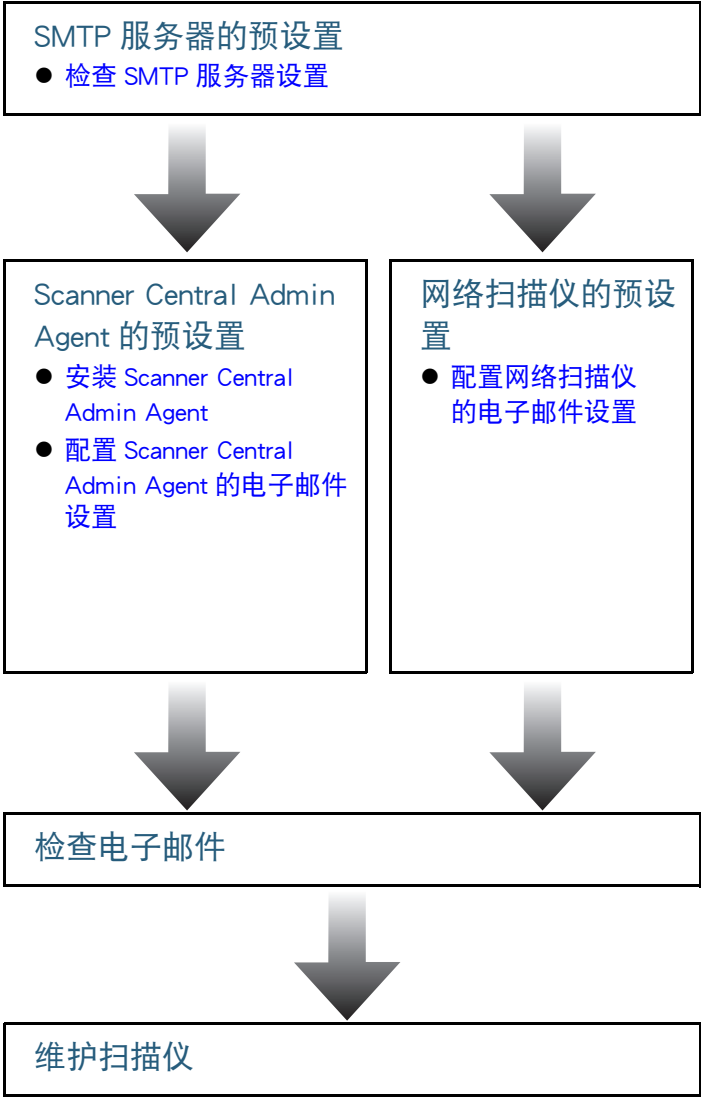 SMTP 服务器的预设置
● 检查 SMTP 服务器设置
Scanner Central Admin
Agent 的预设置
● 安装 Scanner Central
Admin Agent
● 配置 Scanner Central
Admin Agent 的电子邮件
设置
网络扫描仪的预设
置
● 配置网络扫描仪
的电子邮件设置
检查电子邮件
维护扫描仪